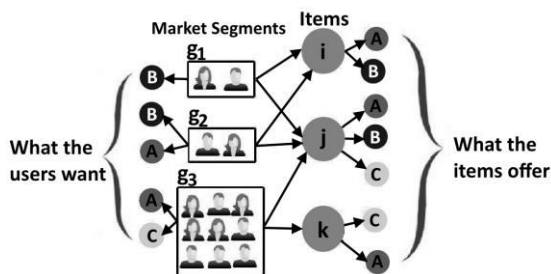 Market Segments
Items
g1
B
i
A
B
B
g2
A
What the
users want
j
A
B
C
What the
items offer
g3
A
C
k
C
A